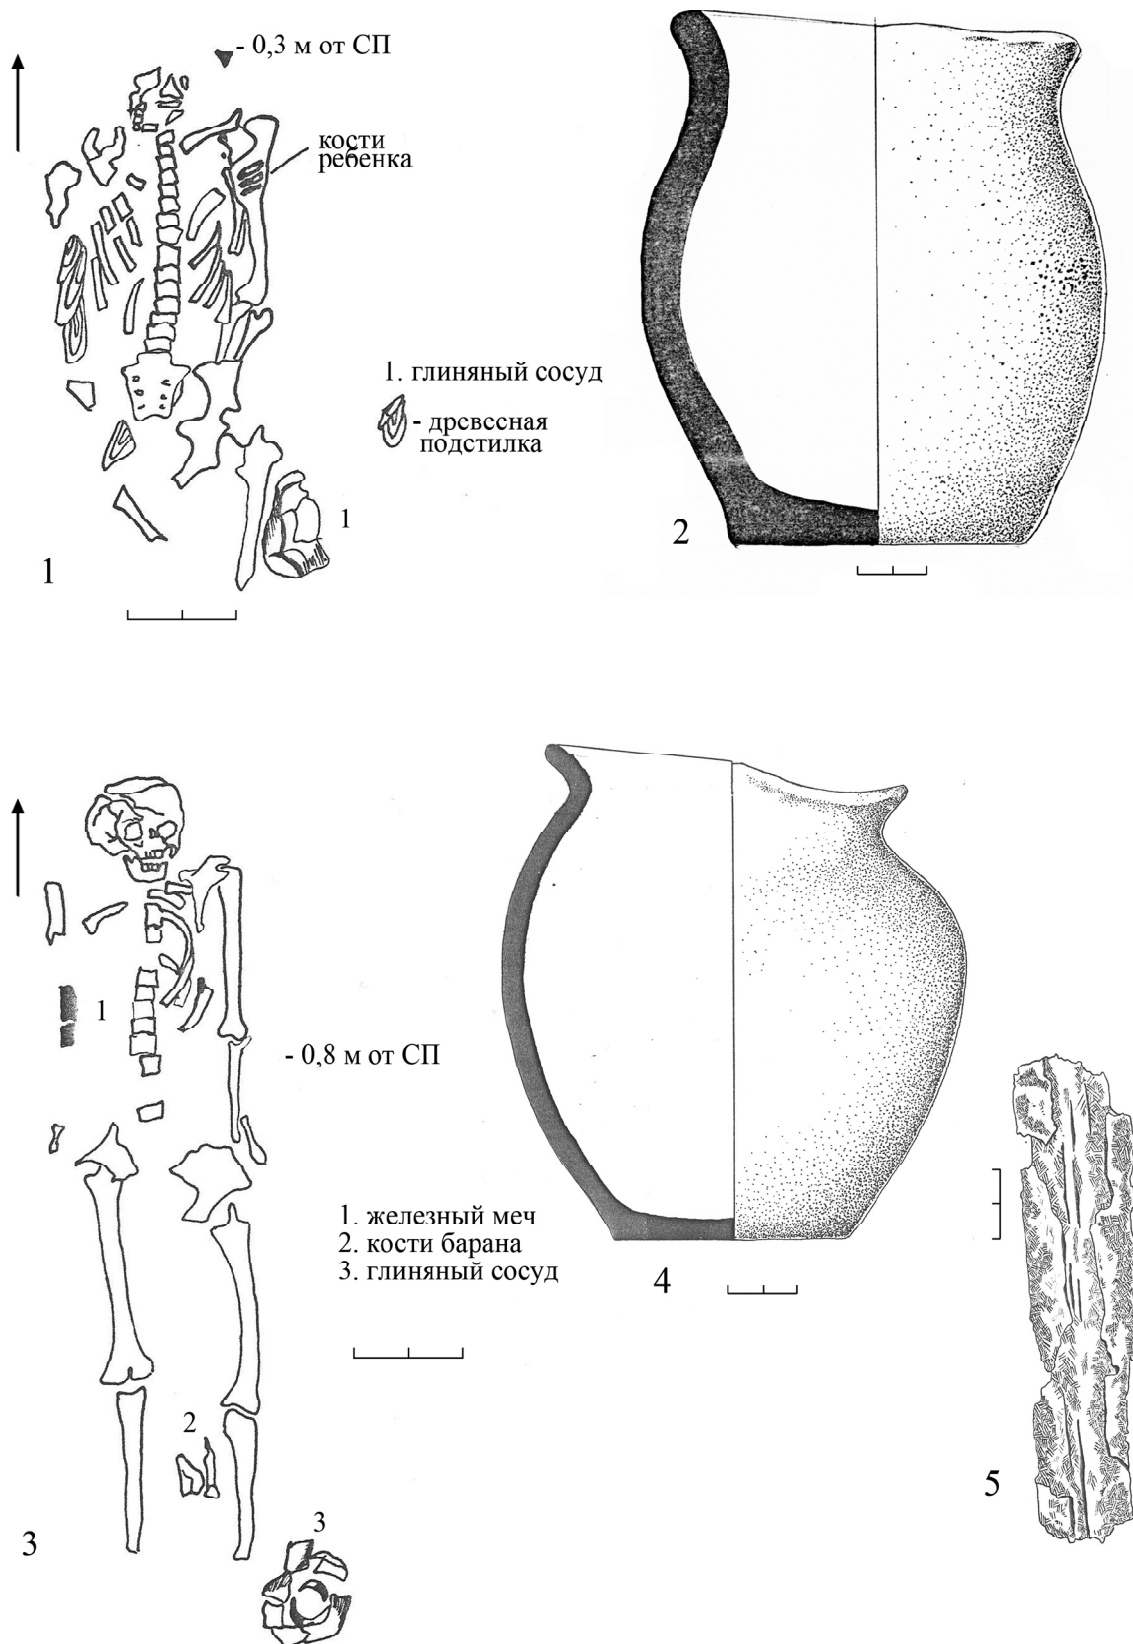 - 0,3 м от СП
кости
ребенка
1. глиняный сосуд
- древесная
подстилка
1
1
2
1
- 0,8 м от СП
1. железный меч
2. кости барана
3. глиняный сосуд
4
2
5
3
3